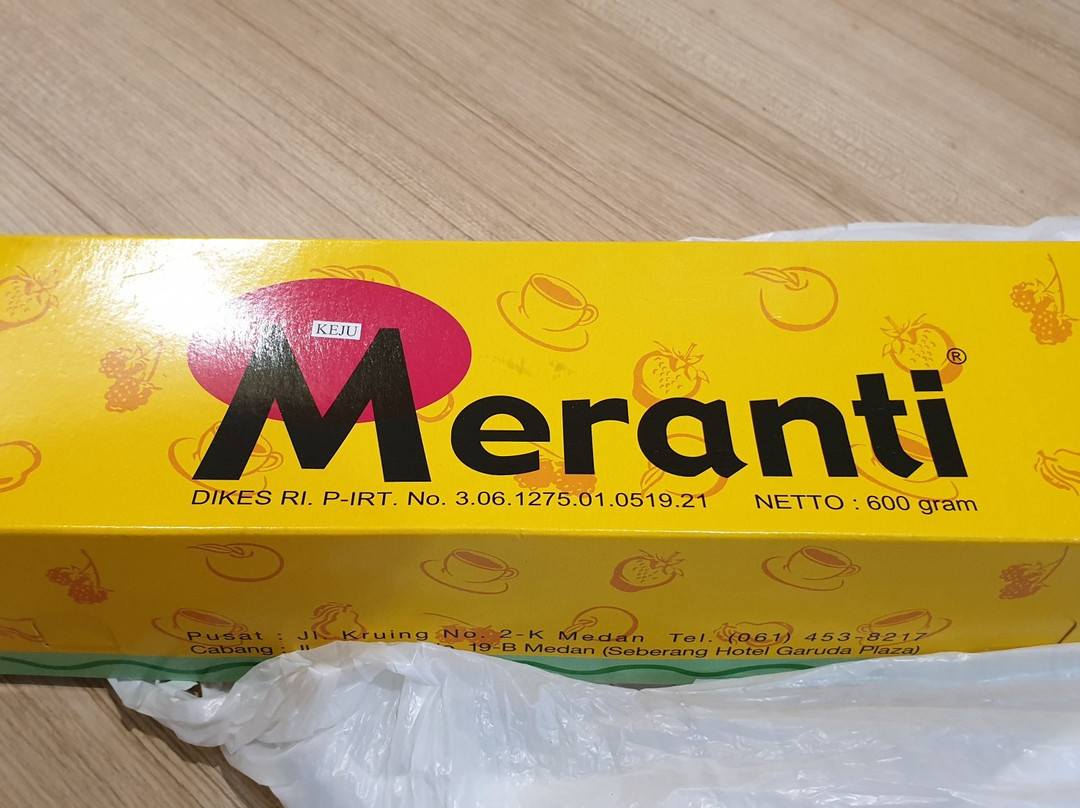 KEJU
Meranti ®
DIKES RI. P-IRT. No. 3.06.1275.01.0519.21 NETTO : 600 gram
Pusat : Jl. Kruing No. 2-K Medan Tel. (061) 453-8217
Cabang : 19-B Medan (Seberang Hotel Garuda Plaza)